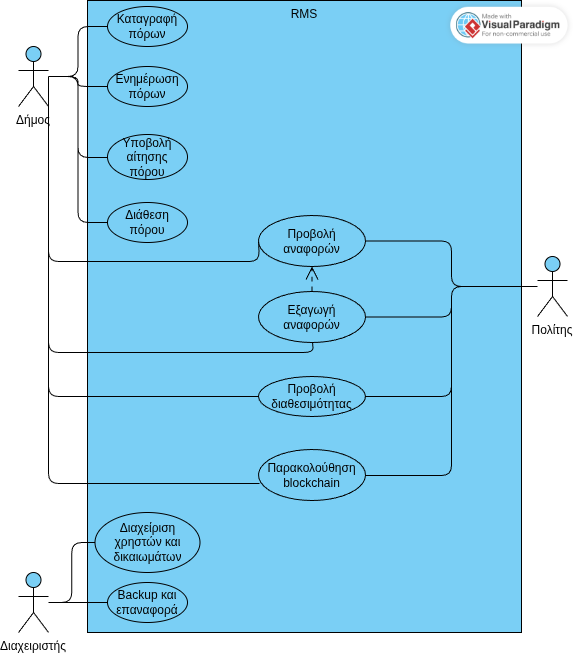 RMS
Made with
Visual Paradigm
For non-commercial use
Καταγραφή
πόρων
Ενημέρωση
πόρων
Δήμος
Υποβολή
αίτησης
πόρου
Διάθεση
πόρου
Προβολή
αναφορών
Εξαγωγή
αναφορών
Πολίτης
Προβολή
διαθεσιμότητας
Παρακολούθηση
blockchain
Διαχείριση
χρηστών και
δικαιωμάτων
Backup και
επαναφορά
Διαχειριστής